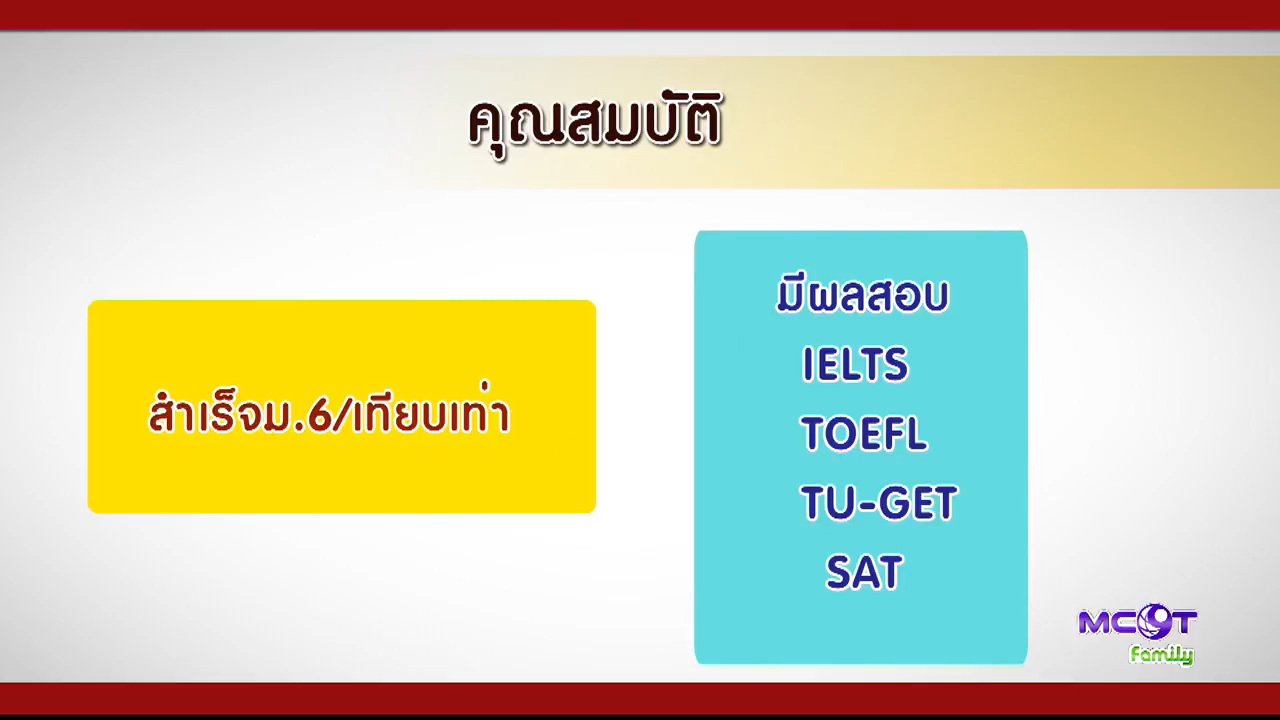 คุณสมบัติ
สำเร็จม.6/เทียบเท่า
มีผลสอบ
IELTS
TOEFL
TU-GET
SAT
MCOT
Family